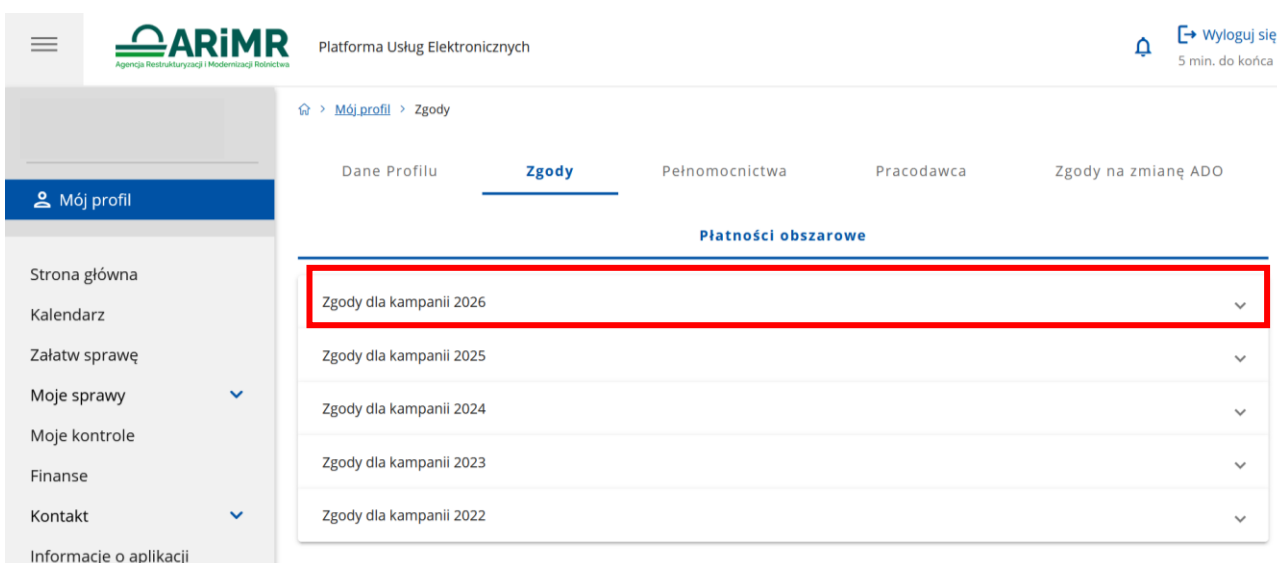 ARiMR
Agencja Restrukturyzacji i Modernizacji Rolnictwa
Platforma Usług Elektronicznych
Wyloguj się
5 min. do końca
Mój profil > Zgody
Dane Profilu
Zgody
Pełnomocnictwa
Pracodawca
Zgody na zmianę ADO
Mój profil
Płatności obszarowe
Strona główna
Kalendarz
Załatw sprawę
Moje sprawy
Moje kontrole
Finanse
Kontakt
Informacje o aplikacji
Zgody dla kampanii 2026
Zgody dla kampanii 2025
Zgody dla kampanii 2024
Zgody dla kampanii 2023
Zgody dla kampanii 2022